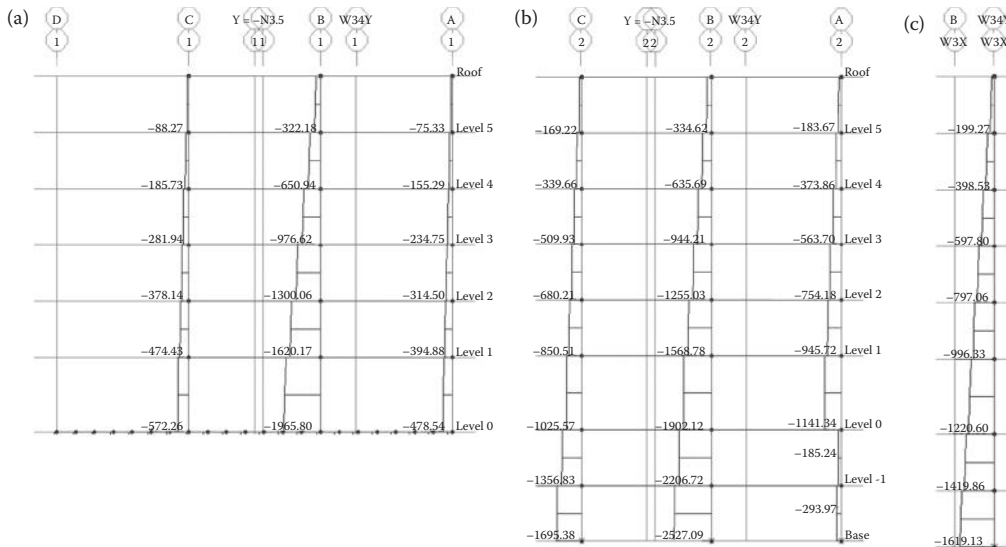 (a)
D C Y = −N3.5 B W34Y A
1 1 1 1 1 1 1
Roof
−88.27 −322.18 −75.33 Level 5
−185.73 −650.94 −155.29 Level 4
−281.94 −976.62 −234.75 Level 3
−378.14 −1300.06 −314.50 Level 2
−474.43 −1620.17 −394.88 Level 1
−572.26 −1965.80 −478.54 Level 0
(b)
C Y = −N3.5 B W34Y A
2 2 2 2 2 2
Roof
−169.22 −334.62 −183.67 Level 5
−339.66 −635.69 −373.86 Level 4
−509.93 −944.21 −563.70 Level 3
−680.21 −1255.03 −754.18 Level 2
−850.51 −1568.78 −945.72 Level 1
−1025.57 −1902.12 −1141.34 Level 0
−185.24
−1356.83 −2206.72 Level -1
−293.97
−1695.38 −2527.09 Base
(c)
B W34Y
W3X W3X
−199.27
−398.53
−597.80
−797.06
−996.33
−1220.60
−1419.86
−1619.13